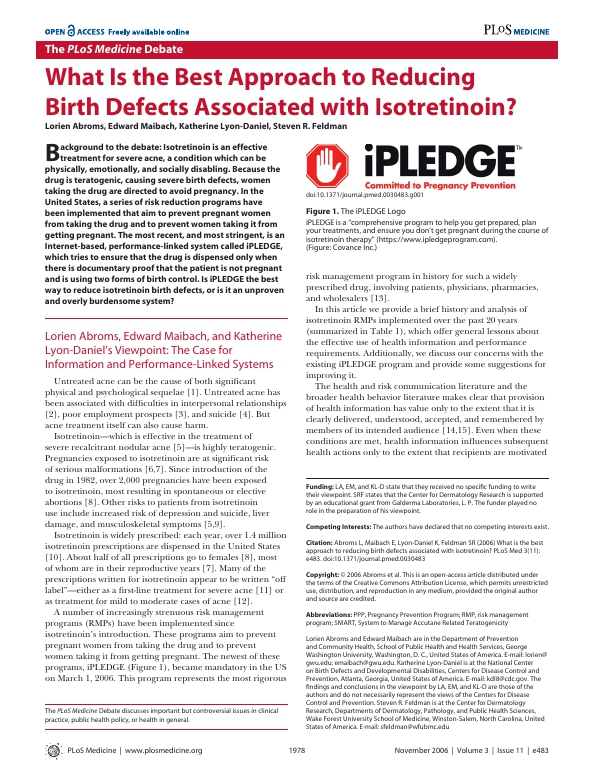 OPEN ACCESS Freely available online
PLoS MEDICINE
The PLoS Medicine Debate
What Is the Best Approach to Reducing
Birth Defects Associated with Isotretinoin?
Lorien Abroms, Edward Maibach, Katherine Lyon-Daniel, Steven R. Feldman
Background to the debate: Isotretinoin is an effective
treatment for severe acne, a condition which can be
physically, emotionally, and socially disabling. Because the
drug is teratogenic, causing severe birth defects, women
taking the drug are directed to avoid pregnancy. In the
United States, a series of risk reduction programs have
been implemented that aim to prevent pregnant women
from taking the drug and to prevent women taking it from
getting pregnant. The most recent, and most stringent, is an
Internet-based, performance-linked system called iPLEDGE,
which tries to ensure that the drug is dispensed only when
there is documentary proof that the patient is not pregnant
and is using two forms of birth control. Is iPLEDGE the best
way to reduce isotretinoin birth defects, or is it an unproven
and overly burdensome system?
Lorien Abroms, Edward Maibach, and Katherine
Lyon-Daniel's Viewpoint: The Case for
Information and Performance-Linked Systems
Untreated acne can be the cause of both significant
physical and psychological sequelae [1]. Untreated acne has
been associated with difficulties in interpersonal relationships
[2], poor employment prospects [3], and suicide [4]. But
acne treatment itself can also cause harm.
Isotretinoin—which is effective in the treatment of
severe recalcitrant nodular acne [5]—is highly teratogenic.
Pregnancies exposed to isotretinoin are at significant risk
of serious malformations [6,7]. Since introduction of the
drug in 1982, over 2,000 pregnancies have been exposed
to isotretinoin, most resulting in spontaneous or elective
abortions [8]. Other risks to patients from isotretinoin
use include increased risk of depression and suicide, liver
damage, and musculoskeletal symptoms [5,9].
Isotretinoin is widely prescribed: each year, over 1.4 million
isotretinoin prescriptions are dispensed in the United States
[10]. About half of all prescriptions go to females [8], most
of whom are in their reproductive years [7]. Many of the
prescriptions written for isotretinoin appear to be written "off
label"—either as a first-line treatment for severe acne [11] or
as treatment for mild to moderate cases of acne [12].
A number of increasingly strenuous risk management
programs (RMPs) have been implemented since
isotretinoin's introduction. These programs aim to prevent
pregnant women from taking the drug and to prevent
women taking it from getting pregnant. The newest of these
programs, iPLEDGE (Figure 1), became mandatory in the US
on March 1, 2006. This program represents the most rigorous
The PLoS Medicine Debate discusses important but controversial issues in clinical
practice, public health policy, or health in general.
iPLEDGE™
Committed to Pregnancy Prevention
doi:10.1371/journal.pmed.0030483.g001
Figure 1. The iPLEDGE Logo
iPLEDGE is a "comprehensive program to help you get prepared, plan
your treatments, and ensure you don't get pregnant during the course of
isotretinoin therapy" (https://www.ipledgeprogram.com).
(Figure: Covance Inc.)
risk management program in history for such a widely
prescribed drug, involving patients, physicians, pharmacies,
and wholesalers [13].
In this article we provide a brief history and analysis of
isotretinoin RMPs implemented over the past 20 years
(summarized in Table 1), which offer general lessons about
the effective use of health information and performance
requirements. Additionally, we discuss our concerns with the
existing iPLEDGE program and provide some suggestions for
improving it.
The health and risk communication literature and the
broader health behavior literature makes clear that provision
of health information has value only to the extent that it is
clearly delivered, understood, accepted, and remembered by
members of its intended audience [14,15]. Even when these
conditions are met, health information influences subsequent
health actions only to the extent that recipients are motivated
Funding: LA, EM, and KL-D state that they received no specific funding to write
their viewpoint. SRF states that the Center for Dermatology Research is supported
by an educational grant from Galderma Laboratories, L. P. The funder played no
role in the preparation of his viewpoint.
Competing Interests: The authors have declared that no competing interests exist.
Citation: Abroms L, Maibach E, Lyon-Daniel K, Feldman SR (2006) What is the best
approach to reducing birth defects associated with isotretinoin? PLoS Med 3(11):
e483. doi:10.1371/journal.pmed.0030483
Copyright: © 2006 Abroms et al. This is an open-access article distributed under
the terms of the Creative Commons Attribution License, which permits unrestricted
use, distribution, and reproduction in any medium, provided the original author
and source are credited.
Abbreviations: PPP, Pregnancy Prevention Program; RMP, risk management
program; SMART, System to Manage Accutane Related Teratogenicity
Lorien Abroms and Edward Maibach are in the Department of Prevention
and Community Health, School of Public Health and Health Services, George
Washington University, Washington, D. C., United States of America. E-mail: lorien@
gwu.edu; emaibach@gwu.edu. Katherine Lyon-Daniel is at the National Center
on Birth Defects and Developmental Disabilities, Centers for Disease Control and
Prevention, Atlanta, Georgia, United States of America. E-mail: kdl8@cdc.gov. The
findings and conclusions in the viewpoint by LA, EM, and KL-D are those of the
authors and do not necessarily represent the views of the Centers for Disease
Control and Prevention. Steven R. Feldman is at the Center for Dermatology
Research, Departments of Dermatology, Pathology, and Public Health Sciences,
Wake Forest University School of Medicine, Winston-Salem, North Carolina, United
States of America. E-mail: sfeldman@wfubmc.edu
PLoS Medicine | www.plosmedicine.org
1978
November 2006 | Volume 3 | Issue 11 | e483